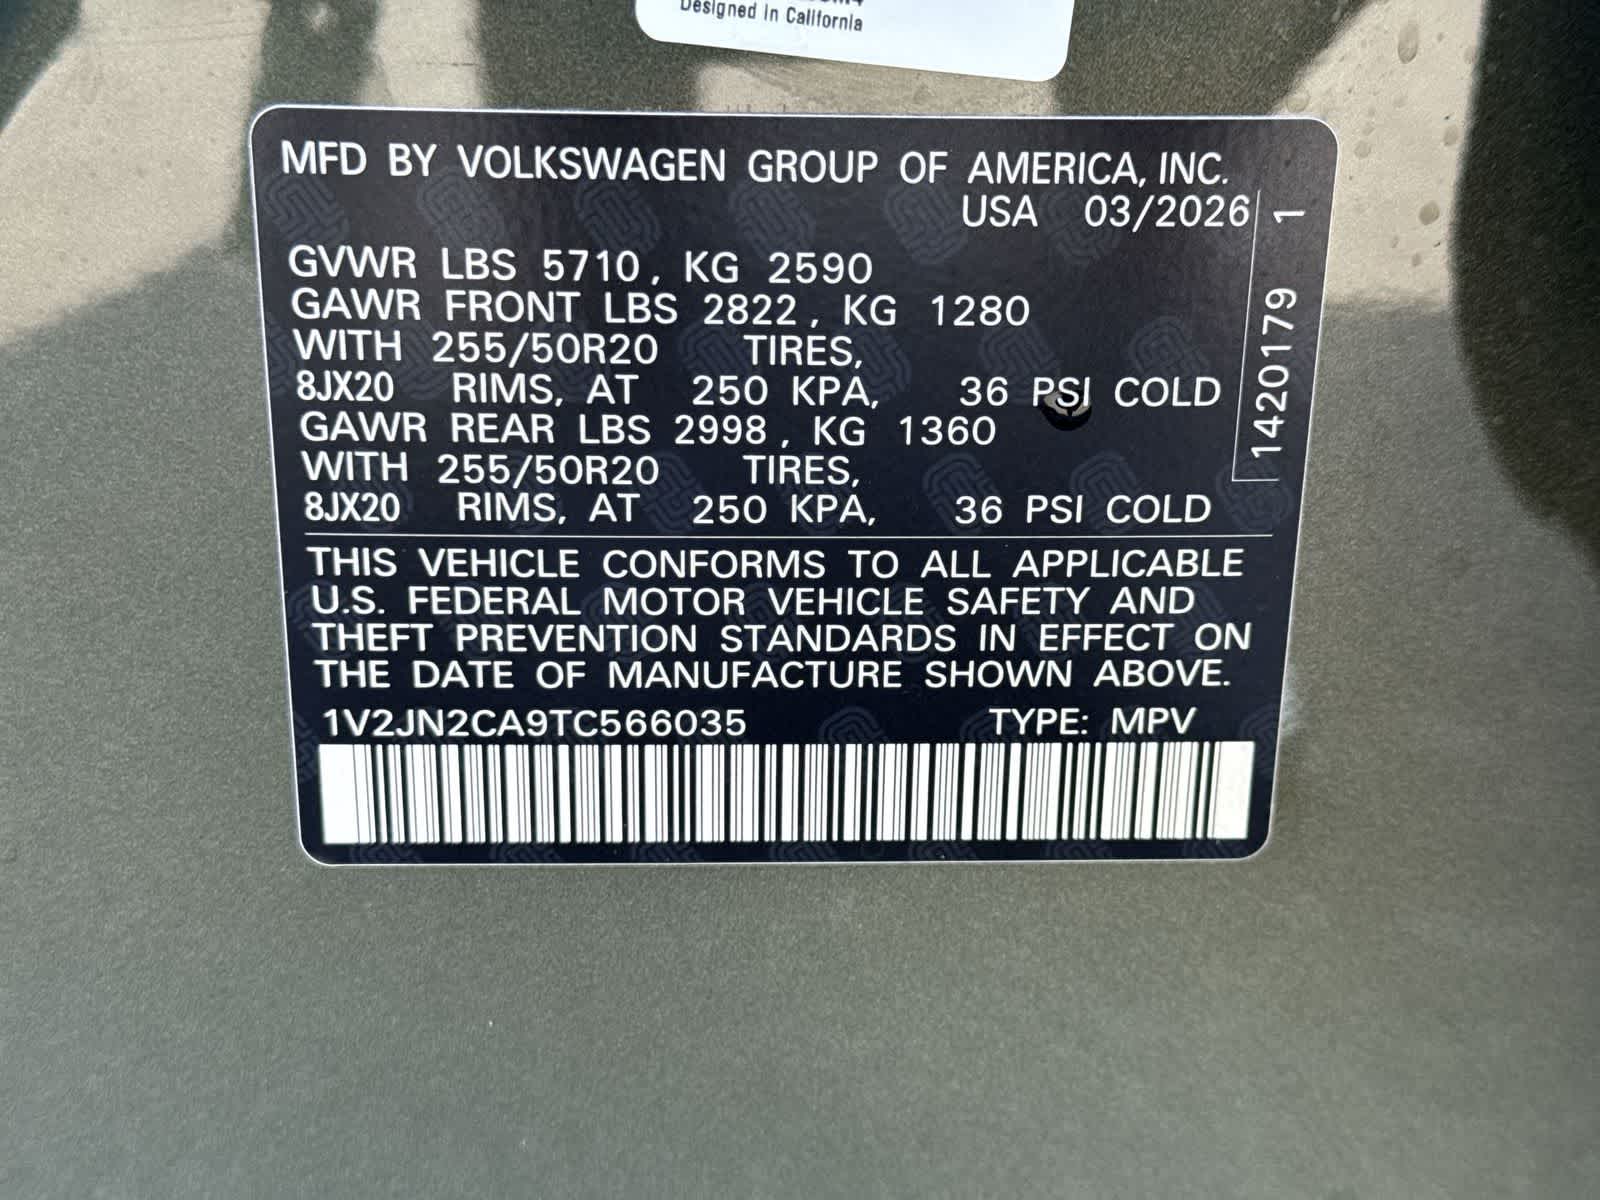 Designed in California
MFD BY VOLKSWAGEN GROUP OF AMERICA, INC.
USA 03/2026
GVWR LBS 5710, KG 2590
GAWR FRONT LBS 2822, KG 1280
WITH 255/50R20 TIRES,
8JX20 RIMS, AT 250 KPA, 36 PSI COLD
GAWR REAR LBS 2998, KG 1360
WITH 255/50R20 TIRES,
8JX20 RIMS, AT 250 KPA, 36 PSI COLD
1420179 1
THIS VEHICLE CONFORMS TO ALL APPLICABLE
U.S. FEDERAL MOTOR VEHICLE SAFETY AND
THEFT PREVENTION STANDARDS IN EFFECT ON
THE DATE OF MANUFACTURE SHOWN ABOVE.
1V2JN2CA9TC566035 TYPE: MPV